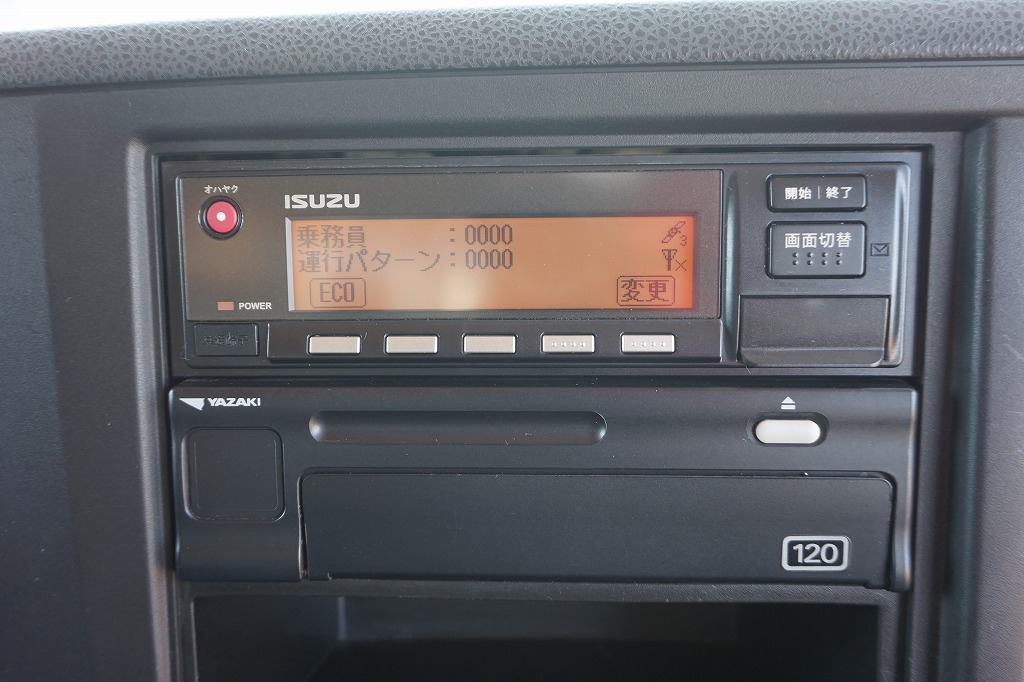 オハヤク
ISUZU
乗務員 : 0000
運行パターン : 0000
3
ECO
変更
開始 | 終了
画面切替
POWER
YAZAKI
120